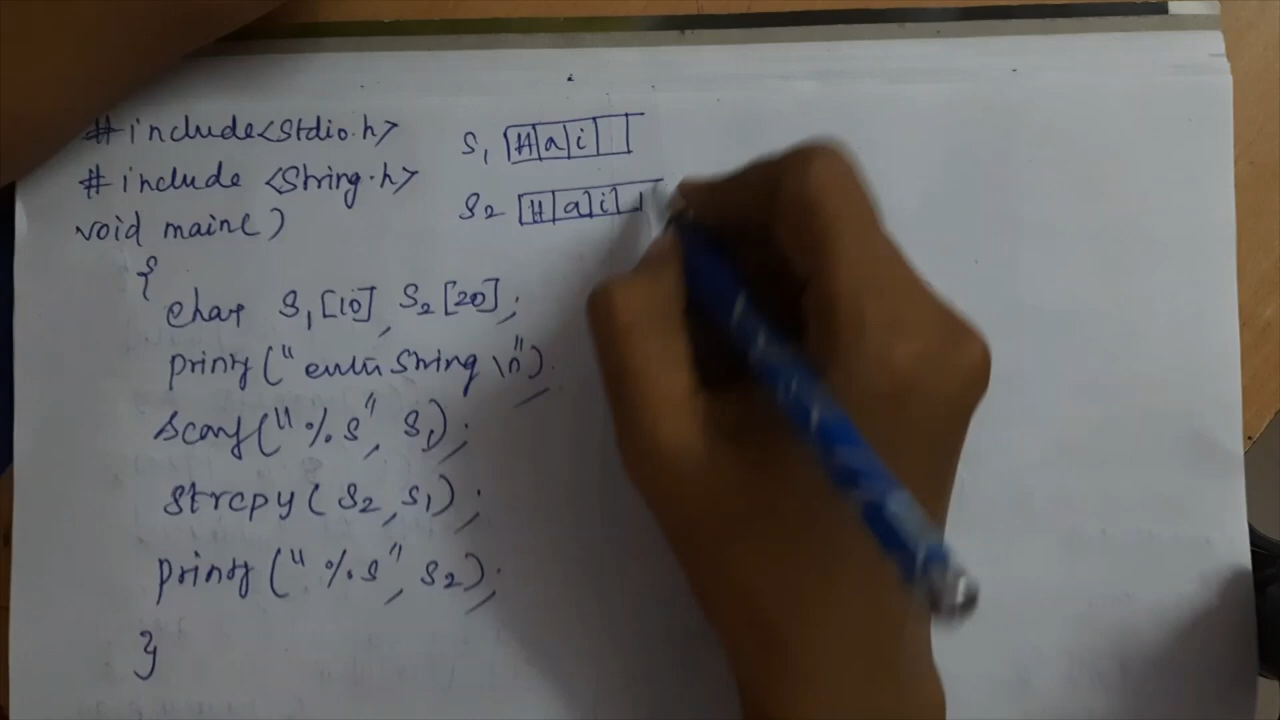 #include<stdio.h>
#include <string.h>
void main()
{
char S1[10], S2[20];
printf("enter string \n")
scanf("%s", S1);
strcpy(S2,S1);
printf("%s", S2);
}
S1 H a i
S2 H a i